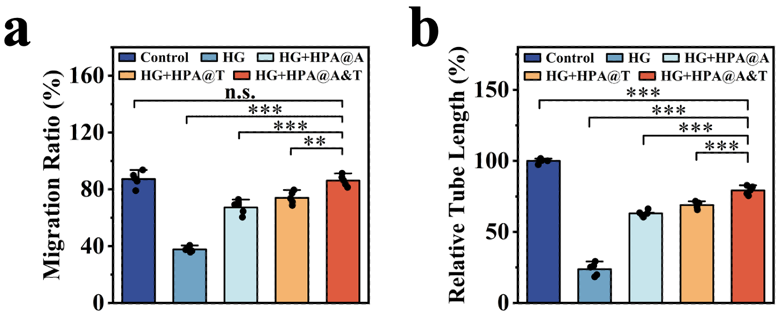 a
Control HG HG+HPA@A
HG+HPA@T HG+HPA@A&T
Migration Ratio (%)
160
120
80
40
0
n.s.
***
***
**
b
Control HG HG+HPA@A
HG+HPA@T HG+HPA@A&T
Relative Tube Length (%)
150
100
50
0
***
***
***
***